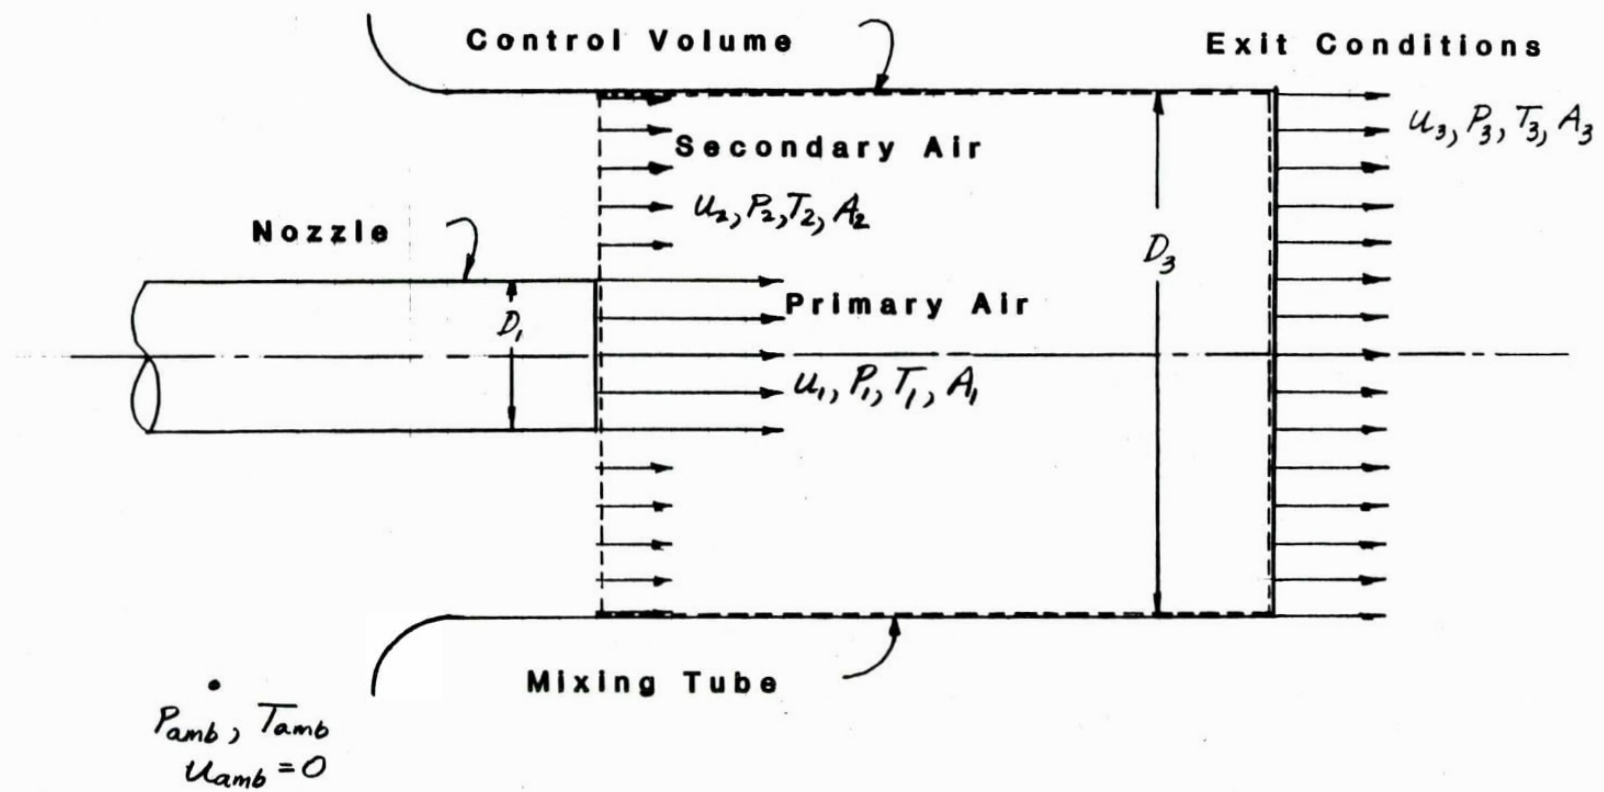 Control Volume
Exit Conditions
u₃, P₃, T₃, A₃
Secondary Air
u₂, P₂, T₂, A₂
Nozzle
D₃
Primary Air
D₁
u₁, P₁, T₁, A₁
Mixing Tube
Pamb, Tamb
uamb = 0